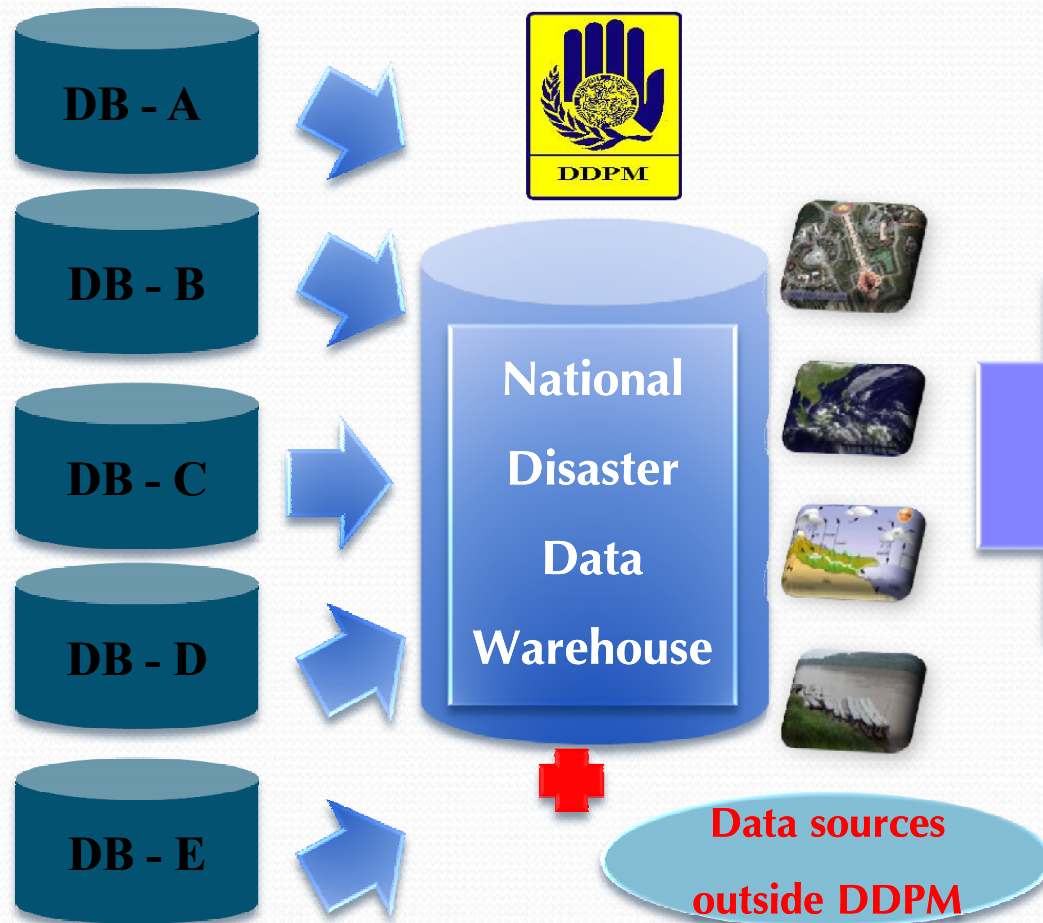 DB - A
DB - B
DB - C
DB - D
DB - E
DDPM
National
Disaster
Data
Warehouse
Data sources
outside DDPM